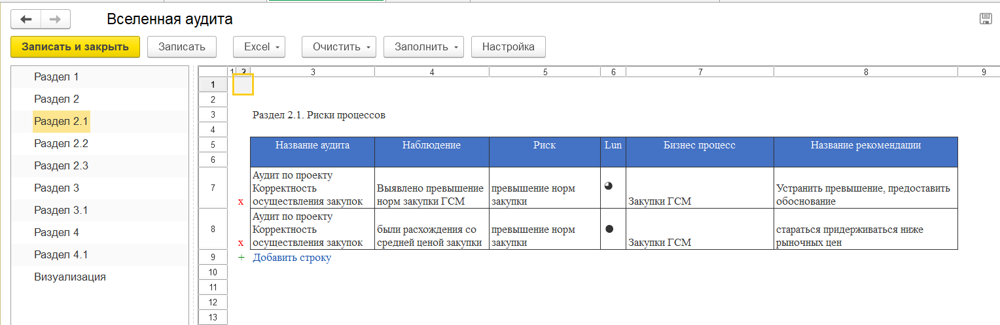 Вселенная аудита
Записать и закрыть Записать Excel Очистить Заполнить Настройка
Раздел 1
Раздел 2
Раздел 2.1
Раздел 2.2
Раздел 2.3
Раздел 3
Раздел 3.1
Раздел 4
Раздел 4.1
Визуализация
1 2 3 4 5 6 7 8 9
1
2
3 Раздел 2.1. Риски процессов
4
5 Название аудита Наблюдение Риск Lun Бизнес процесс Название рекомендации
6
Аудит по проекту
7 Корректность Выявлено превышение превышение норм Устранить превышение, предоставить
x осуществления закупок норм закупки ГСМ закупки Закупки ГСМ обоснование
Аудит по проекту
8 Корректность были расхождения со превышение норм стараться придерживаться ниже
x осуществления закупок средней ценой закупки закупки Закупки ГСМ рыночных цен
9 + Добавить строку
10
11
12
13